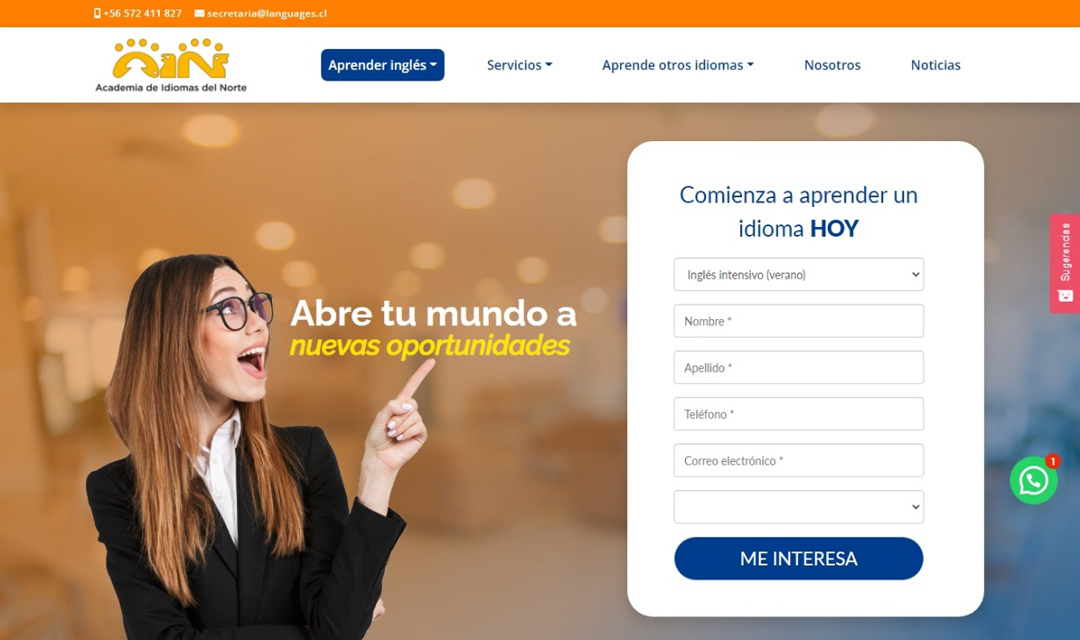 +56 572 411 827 secretaria@languages.cl
AiN
Academia de Idiomas del Norte
Aprender inglés Servicios Aprende otros idiomas Nosotros Noticias
Comienza a aprender un
idioma HOY
Inglés intensivo (verano)
Nombre *
Apellido *
Teléfono *
Correo electrónico *
ME INTERESA
Abre tu mundo a
nuevas oportunidades
Sugerencias
1